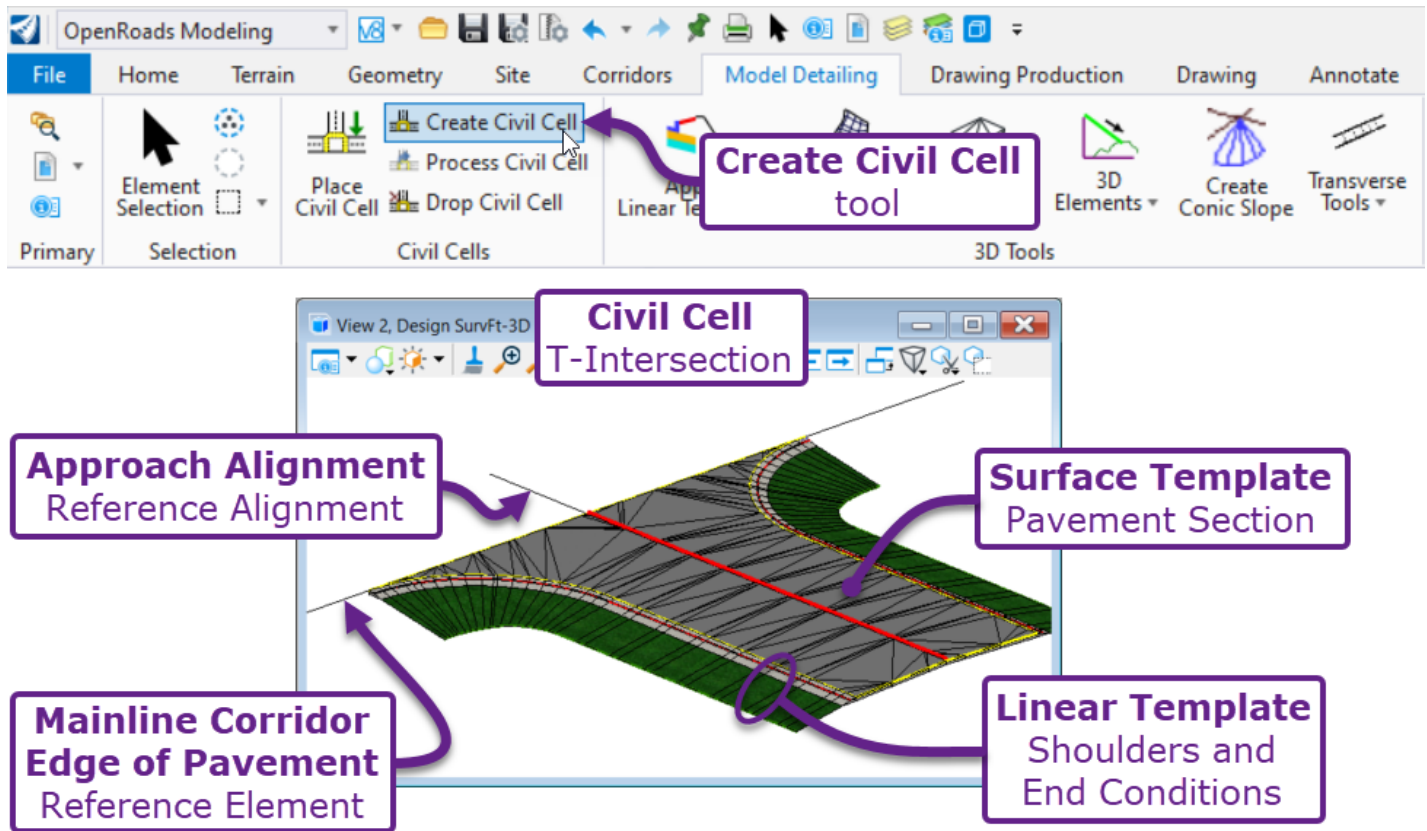 OpenRoads Modeling
File Home Terrain Geometry Site Corridors Model Detailing Drawing Production Drawing Annotate
Create Civil Cell
Process Civil Cell
Drop Civil Cell
Element
Selection
Place
Civil Cell
Linear
Create Civil Cell
tool
3D
Elements
Create
Conic Slope
Transverse
Tools
Primary Selection Civil Cells 3D Tools
View 2, Design SurvFt-3D
Civil Cell
T-Intersection
Approach Alignment
Reference Alignment
Surface Template
Pavement Section
Mainline Corridor
Edge of Pavement
Reference Element
Linear Template
Shoulders and
End Conditions